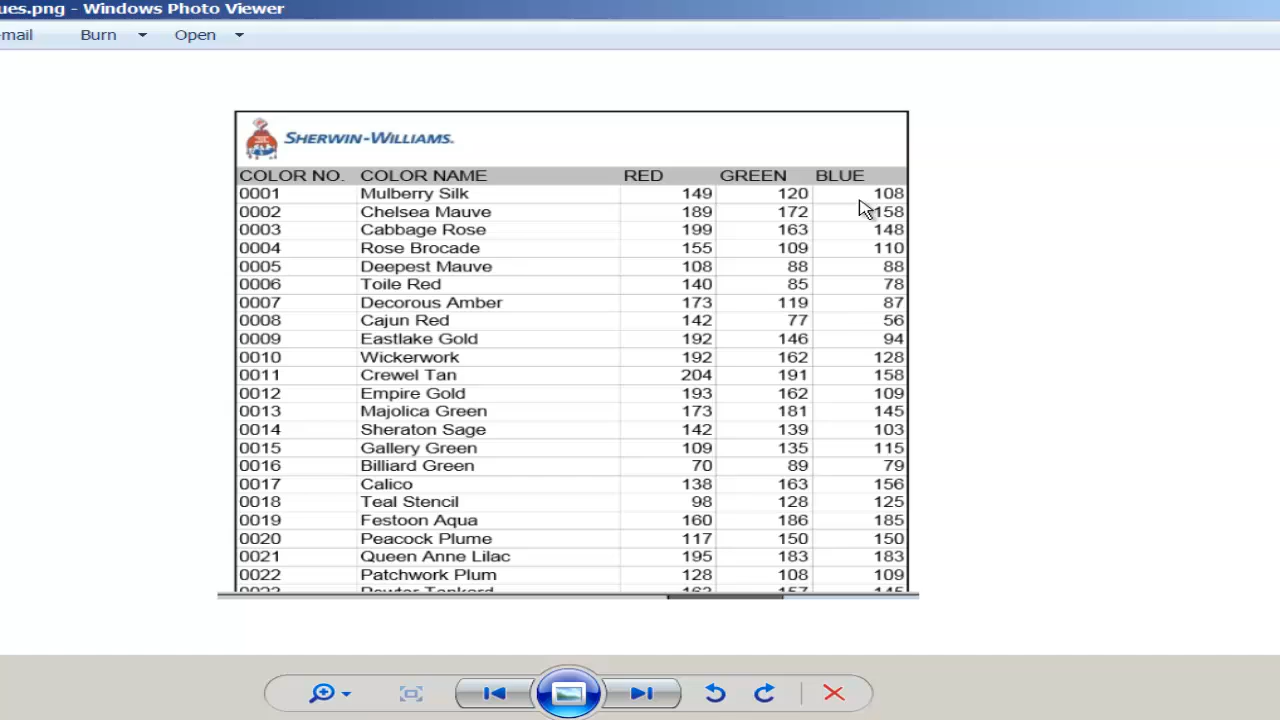 ues.png - Windows Photo Viewer
-mail Burn Open
SHERWIN-WILLIAMS.
COLOR NO. COLOR NAME RED GREEN BLUE
0001 Mulberry Silk 149 120 108
0002 Chelsea Mauve 189 172 158
0003 Cabbage Rose 199 163 148
0004 Rose Brocade 155 109 110
0005 Deepest Mauve 108 88 88
0006 Toile Red 140 85 78
0007 Decorous Amber 173 119 87
0008 Cajun Red 142 77 56
0009 Eastlake Gold 192 146 94
0010 Wickerwork 192 162 128
0011 Crewel Tan 204 191 158
0012 Empire Gold 193 162 109
0013 Majolica Green 173 181 145
0014 Sheraton Sage 142 139 103
0015 Gallery Green 109 135 115
0016 Billiard Green 70 89 79
0017 Calico 138 163 156
0018 Teal Stencil 98 128 125
0019 Festoon Aqua 160 186 185
0020 Peacock Plume 117 150 150
0021 Queen Anne Lilac 195 183 183
0022 Patchwork Plum 128 108 109